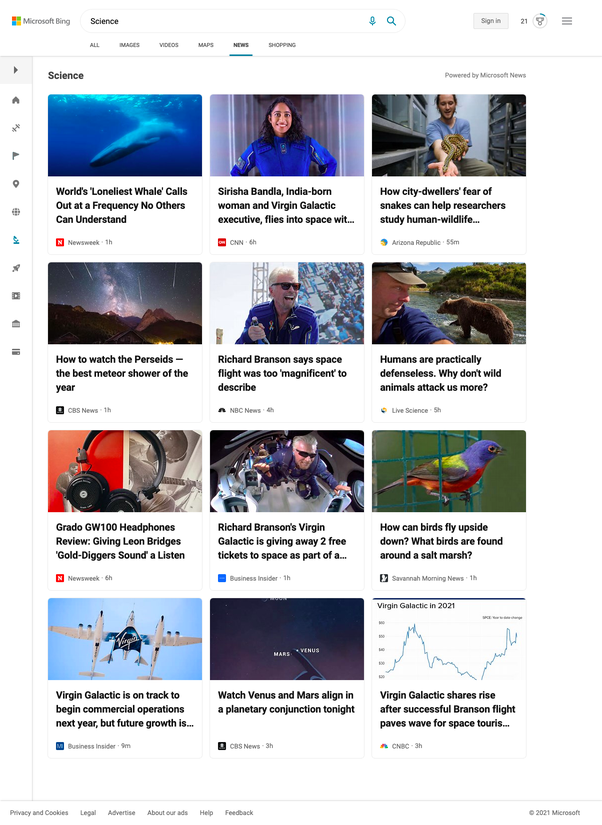 Microsoft Bing
Science
Sign in
21
ALL
IMAGES
VIDEOS
MAPS
NEWS
SHOPPING
Science
Powered by Microsoft News
World's 'Loneliest Whale' Calls
Out at a Frequency No Others
Can Understand
Newsweek · 1h
Sirisha Bandla, India-born
woman and Virgin Galactic
executive, flies into space wit...
CNN · 6h
How city-dwellers' fear of
snakes can help researchers
study human-wildlife...
Arizona Republic · 55m
How to watch the Perseids —
the best meteor shower of the
year
CBS News · 1h
Richard Branson says space
flight was too 'magnificent' to
describe
NBC News · 4h
Humans are practically
defenseless. Why don't wild
animals attack us more?
Live Science · 5h
Grado GW100 Headphones
Review: Giving Leon Bridges
'Gold-Diggers Sound' a Listen
Newsweek · 6h
Richard Branson's Virgin
Galactic is giving away 2 free
tickets to space as part of a...
Business Insider · 1h
How can birds fly upside
down? What birds are found
around a salt marsh?
Savannah Morning News · 1h
Virgin
Virgin Galactic is on track to
begin commercial operations
next year, but future growth is...
Business Insider · 9m
MARS
VENUS
Watch Venus and Mars align in
a planetary conjunction tonight
CBS News · 3h
Virgin Galactic in 2021
SPCE: Year to date change
$60
$50
$40
$30
$20
Virgin Galactic shares rise
after successful Branson flight
paves wave for space touris...
CNBC · 3h
Privacy and Cookies
Legal
Advertise
About our ads
Help
Feedback
© 2021 Microsoft